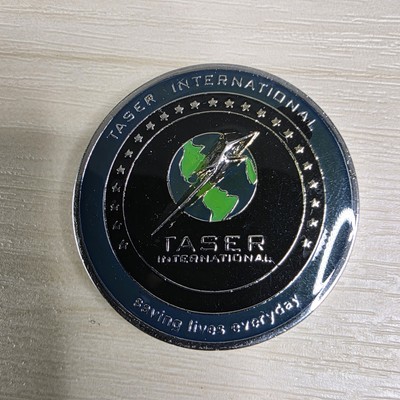 TASER INTERNATIONAL
TASER
INTERNATIONAL
saving lives everyday